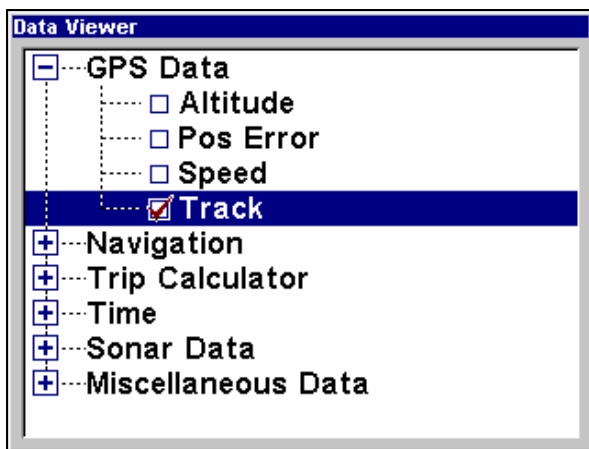 Data Viewer
GPS Data
Altitude
Pos Error
Speed
Track
Navigation
Trip Calculator
Time
Sonar Data
Miscellaneous Data